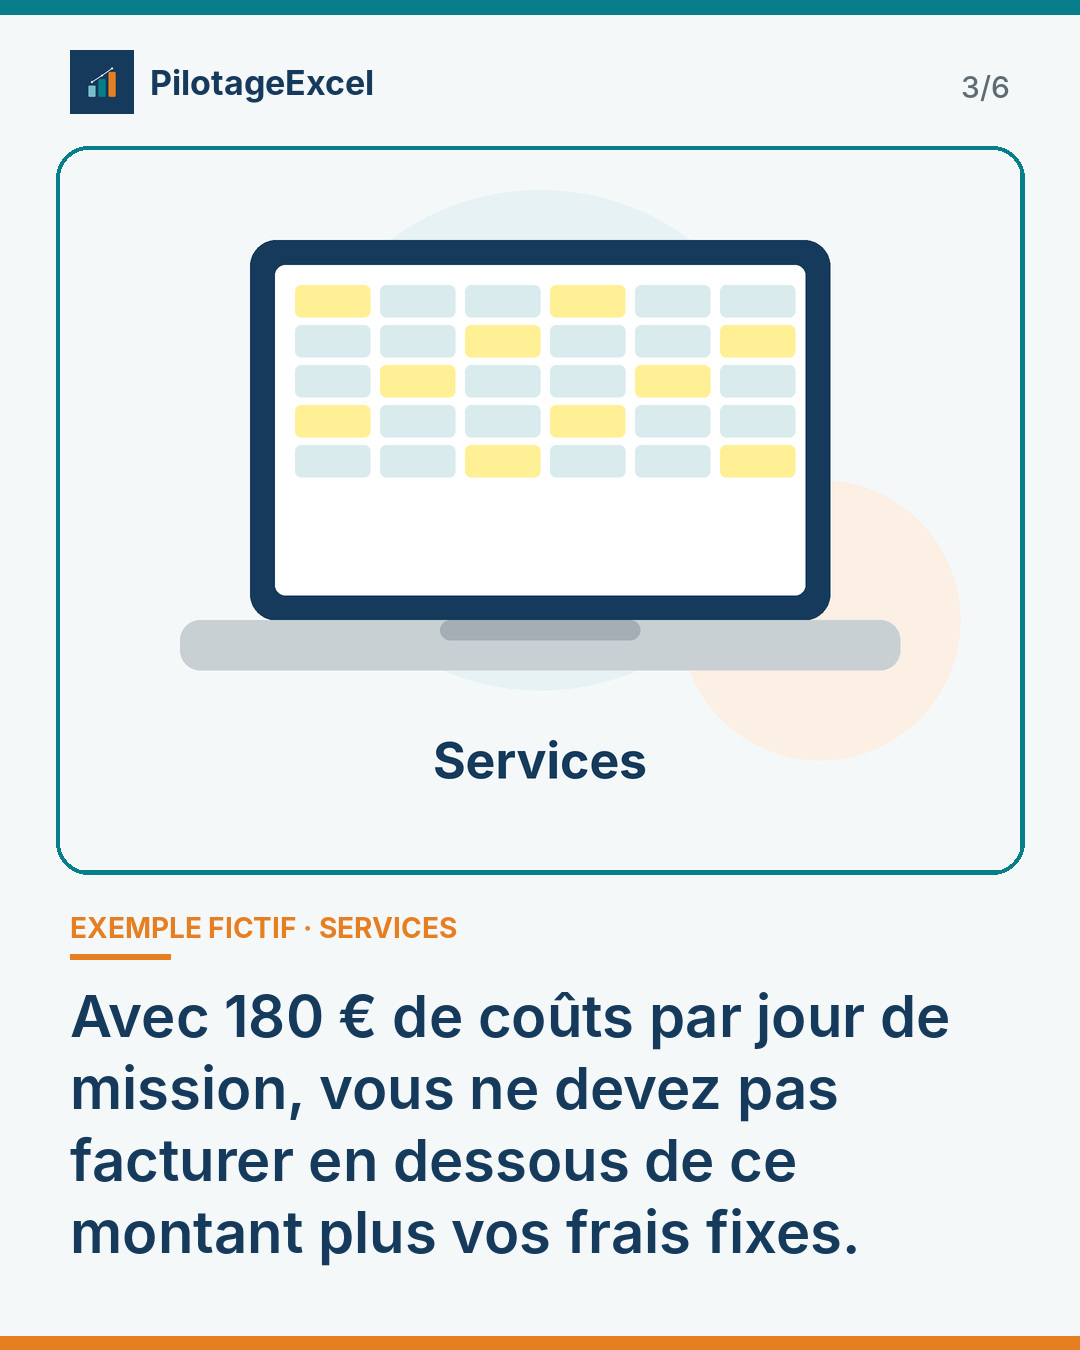 PilotageExcel
3/6
Services
EXEMPLE FICTIF · SERVICES
Avec 180 € de coûts par jour de
mission, vous ne devez pas
facturer en dessous de ce
montant plus vos frais fixes.